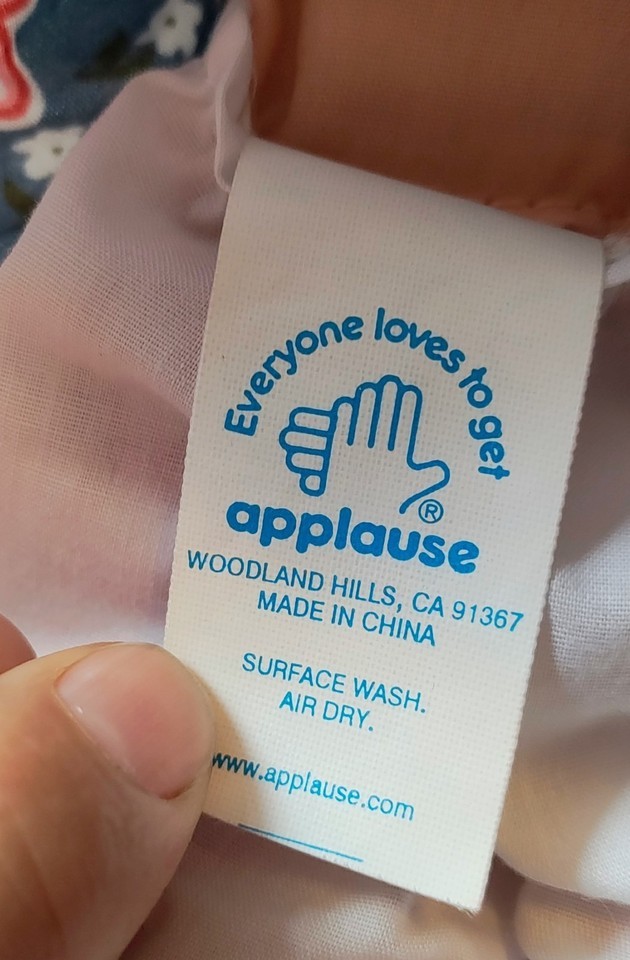 Everyone loves to get
®
applause
WOODLAND HILLS, CA 91367
MADE IN CHINA
SURFACE WASH.
AIR DRY.
www.applause.com